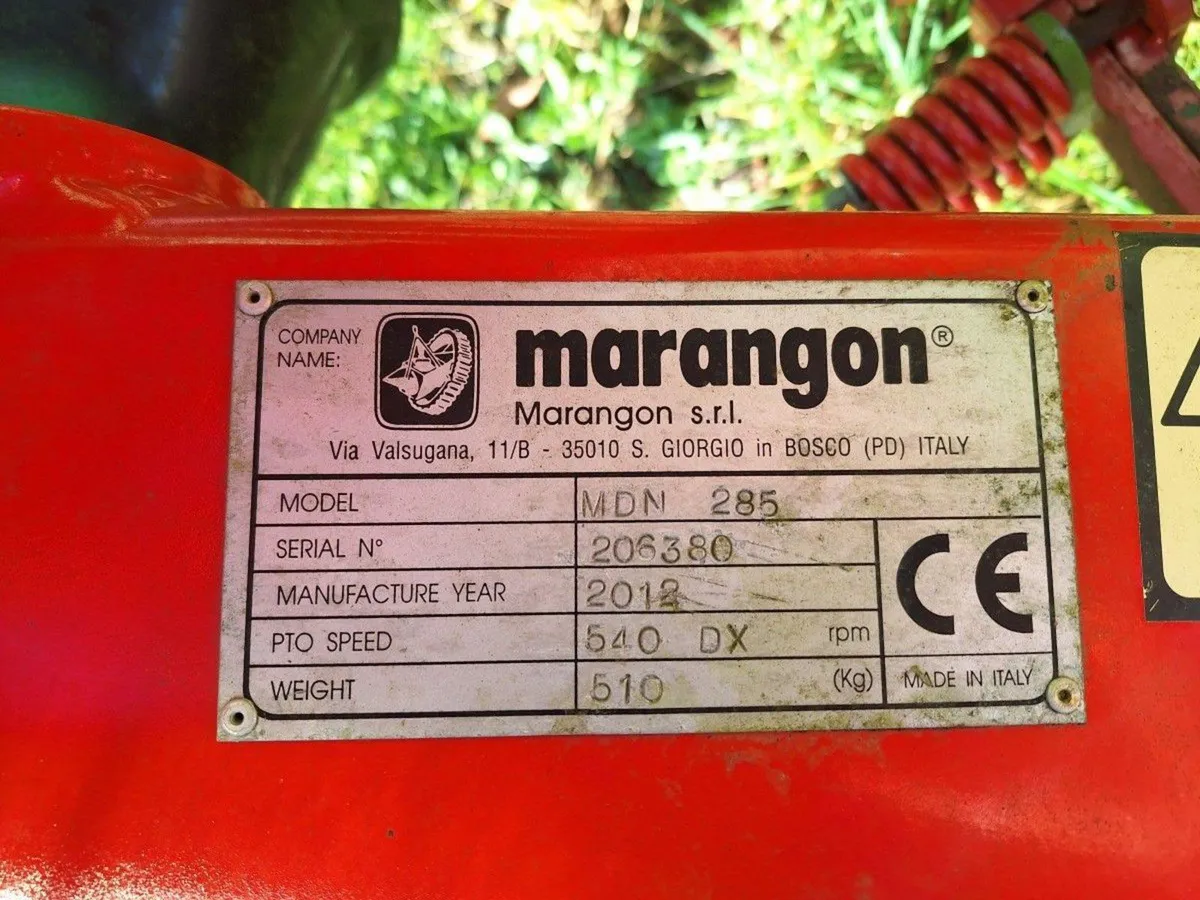 COMPANY NAME:
marangon®
Marangon s.r.l.
Via Valsugana, 11/B - 35010 S. GIORGIO in BOSCO (PD) ITALY
MODEL MDN 285
SERIAL N° 206380
MANUFACTURE YEAR 2012
PTO SPEED 540 DX rpm
WEIGHT 510 (Kg)
CE
MADE IN ITALY